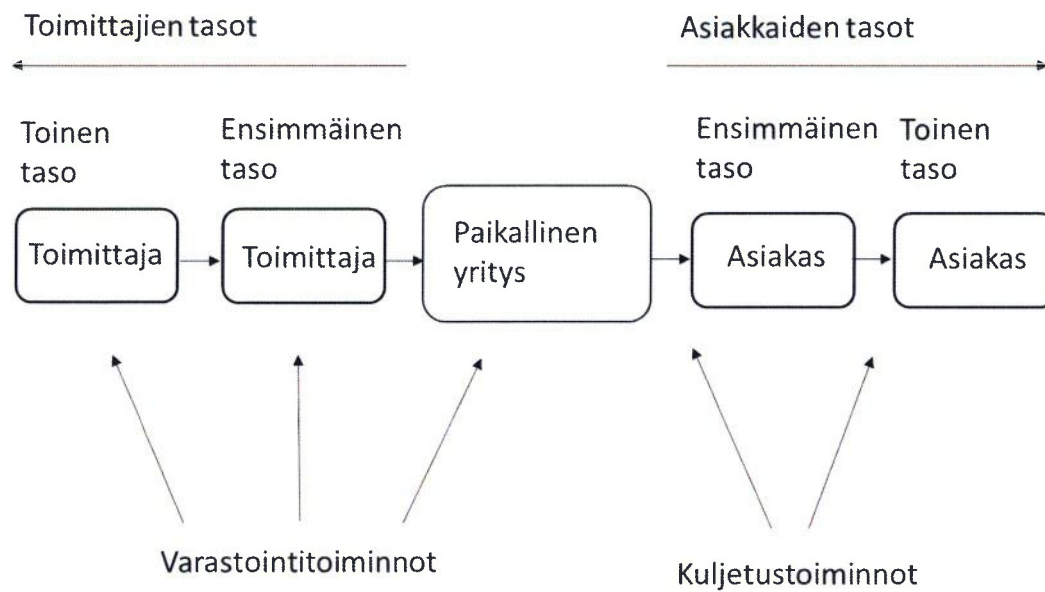 Toimittajien tasot
Asiakkaiden tasot
Toinen
taso
Ensimmäinen
taso
Ensimmäinen
taso
Toinen
taso
Toimittaja
Toimittaja
Paikallinen
yritys
Asiakas
Asiakas
Varastointitoiminnot
Kuljetustoiminnot